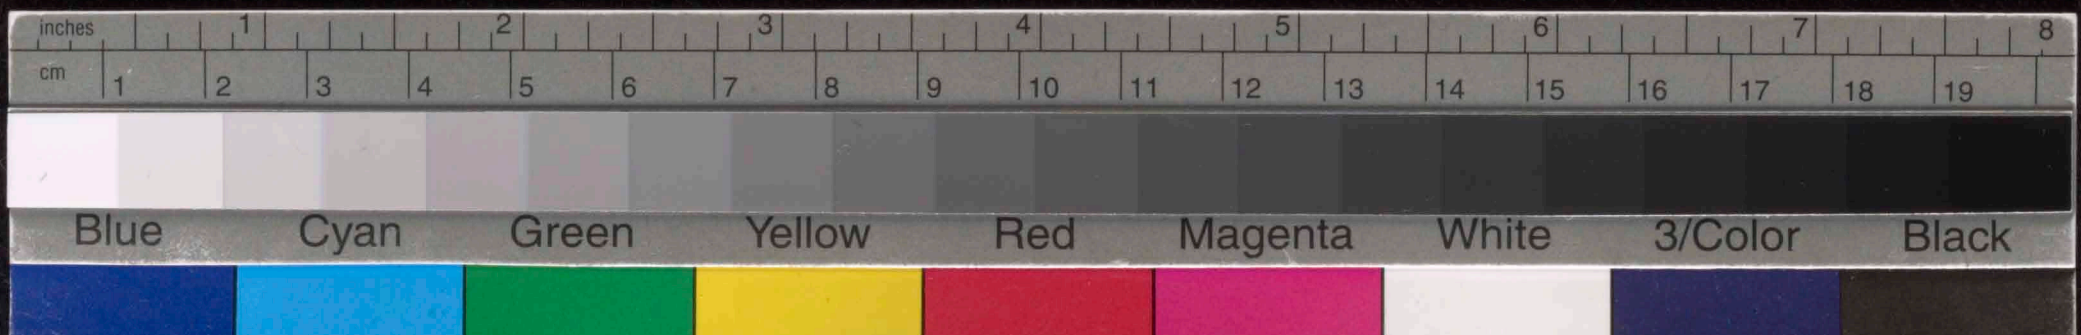 inches 1 2 3 4 5 6 7 8
cm 1 2 3 4 5 6 7 8 9 10 11 12 13 14 15 16 17 18 19
Blue Cyan Green Yellow Red Magenta White 3/Color Black